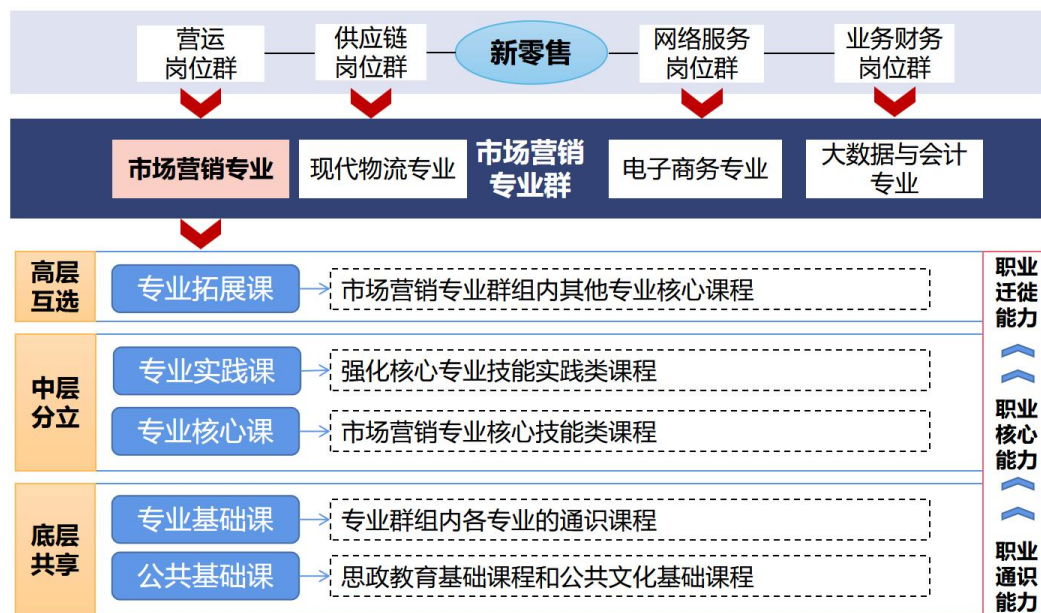 营运
岗位群
供应链
岗位群
新零售
网络服务
岗位群
业务财务
岗位群
市场营销专业
现代物流专业
市场营销
专业群
电子商务专业
大数据与会计
专业
高层
互选
专业拓展课
市场营销专业群组内其他专业核心课程
职业
迁徙
能力
中层
分立
专业实践课
强化核心专业技能实践类课程
专业核心课
市场营销专业核心技能类课程
职业
核心
能力
底层
共享
专业基础课
专业群组内各专业的通识课程
公共基础课
思政教育基础课程和公共文化基础课程
职业
通识
能力